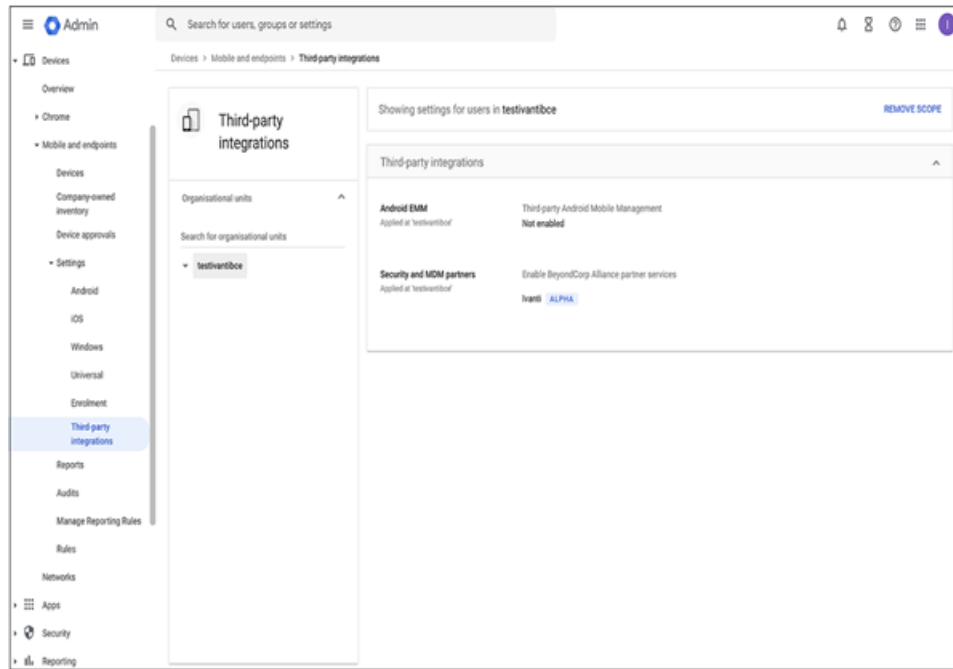 Admin
Search for users, groups or settings
I
Devices
Overview
Chrome
Mobile and endpoints
Devices
Company-owned
inventory
Device approvals
Settings
Android
iOS
Windows
Universal
Enrolment
Third-party
integrations
Reports
Audits
Manage Reporting Rules
Rules
Networks
Apps
Security
Reporting
Devices > Mobile and endpoints > Third-party integrations
Third-party
integrations
Organisational units
Search for organisational units
testivantibce
Showing settings for users in testivantibce
REMOVE SCOPE
Third-party integrations
Android EMM
Applied at 'testivantibce'
Third-party Android Mobile Management
Not enabled
Security and MDM partners
Applied at 'testivantibce'
Enable BeyondCorp Alliance partner services
Ivanti ALPHA